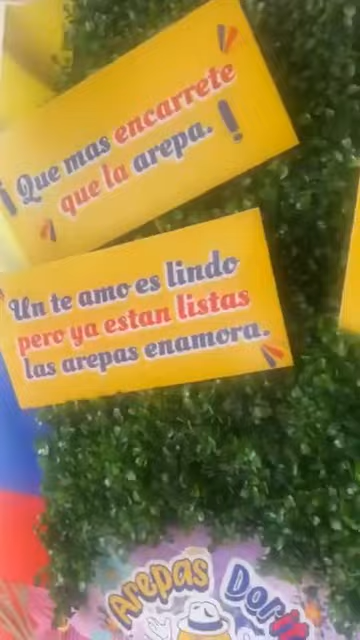 ¡Que mas encarrete
que la arepa.!
Un te amo es lindo
pero ya estan listas
las arepas enamora.
Arepas